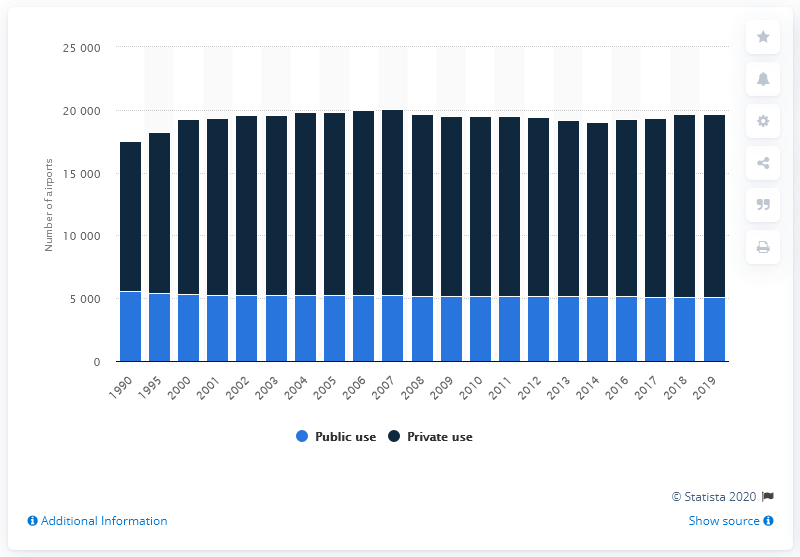 25 000
20 000
15 000
10 000
5 000
0
Number of airports
1990 1995 2000 2001 2002 2003 2004 2005 2006 2007 2008 2009 2010 2011 2012 2013 2014 2016 2017 2018 2019
Public use Private use
© Statista 2020
Additional Information Show source